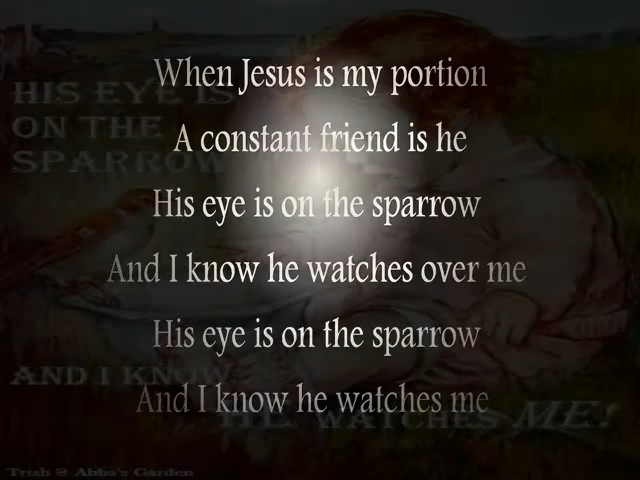 When Jesus is my portion
A constant friend is he
His eye is on the sparrow
And I know he watches over me
His eye is on the sparrow
And I know he watches me
HIS EYE IS
ON THE
SPARROW
AND I KNOW
HE WATCHES ME!
Trish @ Abba's Garden